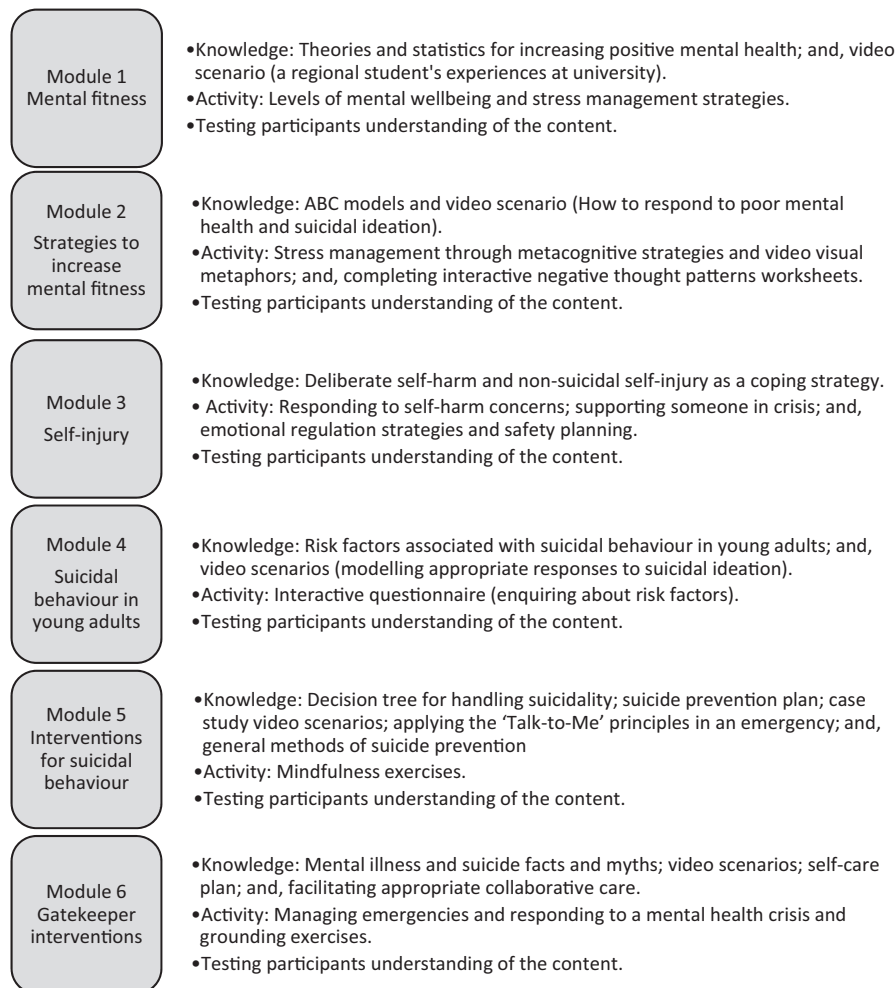 Module 1
Mental fitness
•Knowledge: Theories and statistics for increasing positive mental health; and, video
scenario (a regional student's experiences at university).
•Activity: Levels of mental wellbeing and stress management strategies.
•Testing participants understanding of the content.
Module 2
Strategies to
increase
mental fitness
•Knowledge: ABC models and video scenario (How to respond to poor mental
health and suicidal ideation).
•Activity: Stress management through metacognitive strategies and video visual
metaphors; and, completing interactive negative thought patterns worksheets.
•Testing participants understanding of the content.
Module 3
Self-injury
•Knowledge: Deliberate self-harm and non-suicidal self-injury as a coping strategy.
• Activity: Responding to self-harm concerns; supporting someone in crisis; and,
emotional regulation strategies and safety planning.
•Testing participants understanding of the content.
Module 4
Suicidal
behaviour in
young adults
•Knowledge: Risk factors associated with suicidal behaviour in young adults; and,
video scenarios (modelling appropriate responses to suicidal ideation).
•Activity: Interactive questionnaire (enquiring about risk factors).
•Testing participants understanding of the content.
Module 5
Interventions
for suicidal
behaviour
•Knowledge: Decision tree for handling suicidality; suicide prevention plan; case
study video scenarios; applying the ‘Talk-to-Me’ principles in an emergency; and,
general methods of suicide prevention
•Activity: Mindfulness exercises.
•Testing participants understanding of the content.
Module 6
Gatekeeper
interventions
•Knowledge: Mental illness and suicide facts and myths; video scenarios; self-care
plan; and, facilitating appropriate collaborative care.
•Activity: Managing emergencies and responding to a mental health crisis and
grounding exercises.
•Testing participants understanding of the content.